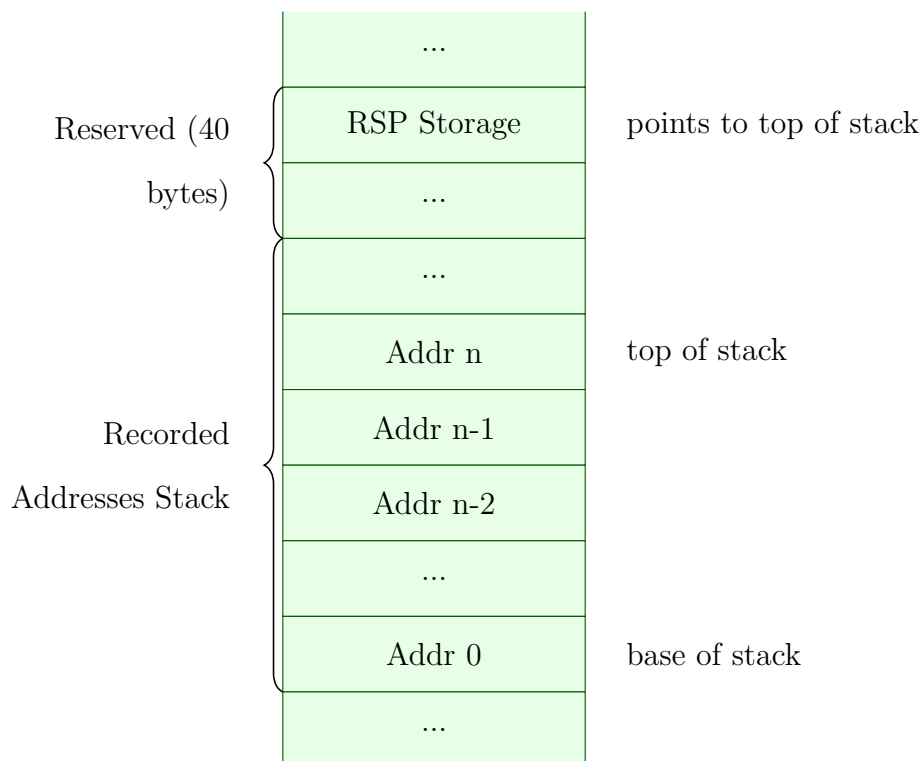 ...
Reserved (40
bytes)
RSP Storage
points to top of stack
...
...
Addr n
top of stack
Recorded
Addresses Stack
Addr n-1
Addr n-2
...
Addr 0
base of stack
...